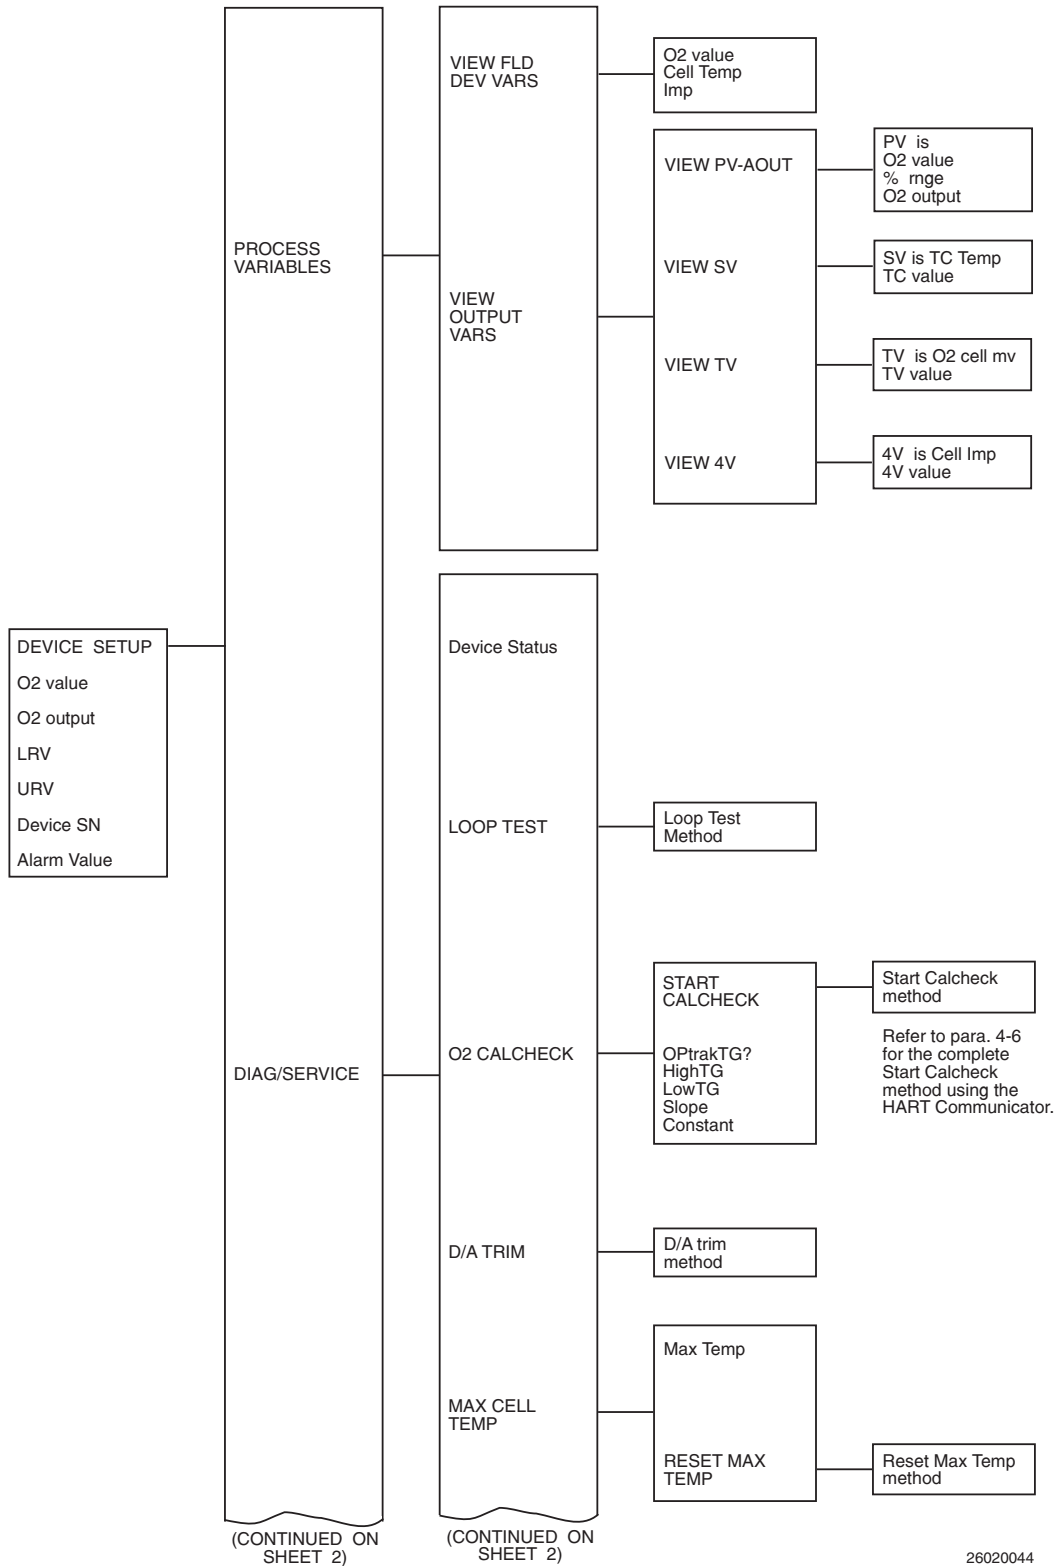 DEVICE SETUP
O2 value
O2 output
LRV
URV
Device SN
Alarm Value
PROCESS
VARIABLES
DIAG/SERVICE
(CONTINUED ON
SHEET 2)
VIEW FLD
DEV VARS
VIEW
OUTPUT
VARS
Device Status
LOOP TEST
O2 CALCHECK
D/A TRIM
MAX CELL
TEMP
(CONTINUED ON
SHEET 2)
O2 value
Cell Temp
Imp
VIEW PV-AOUT
VIEW SV
VIEW TV
VIEW 4V
PV is
O2 value
% rnge
O2 output
SV is TC Temp
TC value
TV is O2 cell mv
TV value
4V is Cell Imp
4V value
Loop Test
Method
START
CALCHECK
OPtrakTG?
HighTG
LowTG
Slope
Constant
Start Calcheck
method
Refer to para. 4-6
for the complete
Start Calcheck
method using the
HART Communicator.
D/A trim
method
Max Temp
RESET MAX
TEMP
Reset Max Temp
method
26020044